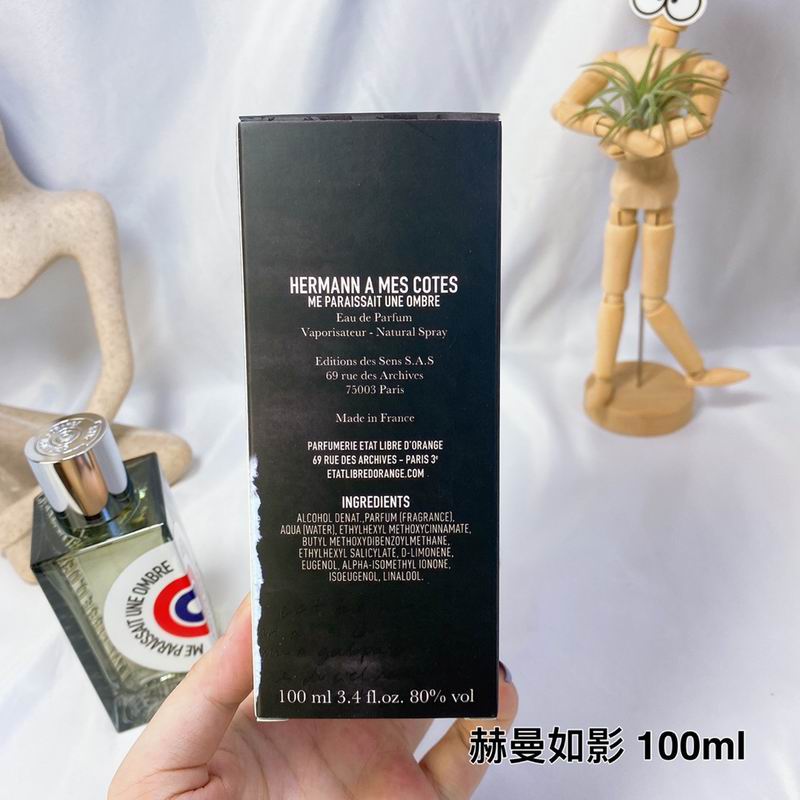 HERMANN A MES COTES
ME PARAISSAIT UNE OMBRE
Eau de Parfum
Vaporisateur - Natural Spray
Editions des Sens S.A.S
69 rue des Archives
75003 Paris
Made in France
PARFUMERIE ETAT LIBRE D'ORANGE
69 RUE DES ARCHIVES - PARIS 3e
ETATLIBREDORANGE.COM
INGREDIENTS
ALCOHOL DENAT.,PARFUM (FRAGRANCE),
AQUA (WATER), ETHYLHEXYL METHOXYCINNAMATE,
BUTYL METHOXYDIBENZOYLMETHANE,
ETHYLHEXYL SALICYLATE, D-LIMONENE,
EUGENOL, ALPHA-ISOMETHYL IONONE,
ISOEUGENOL, LINALOOL.
100 ml 3.4 fl.oz. 80% vol
ME PARAISSAIT UNE OMBRE
赫曼如影 100ml